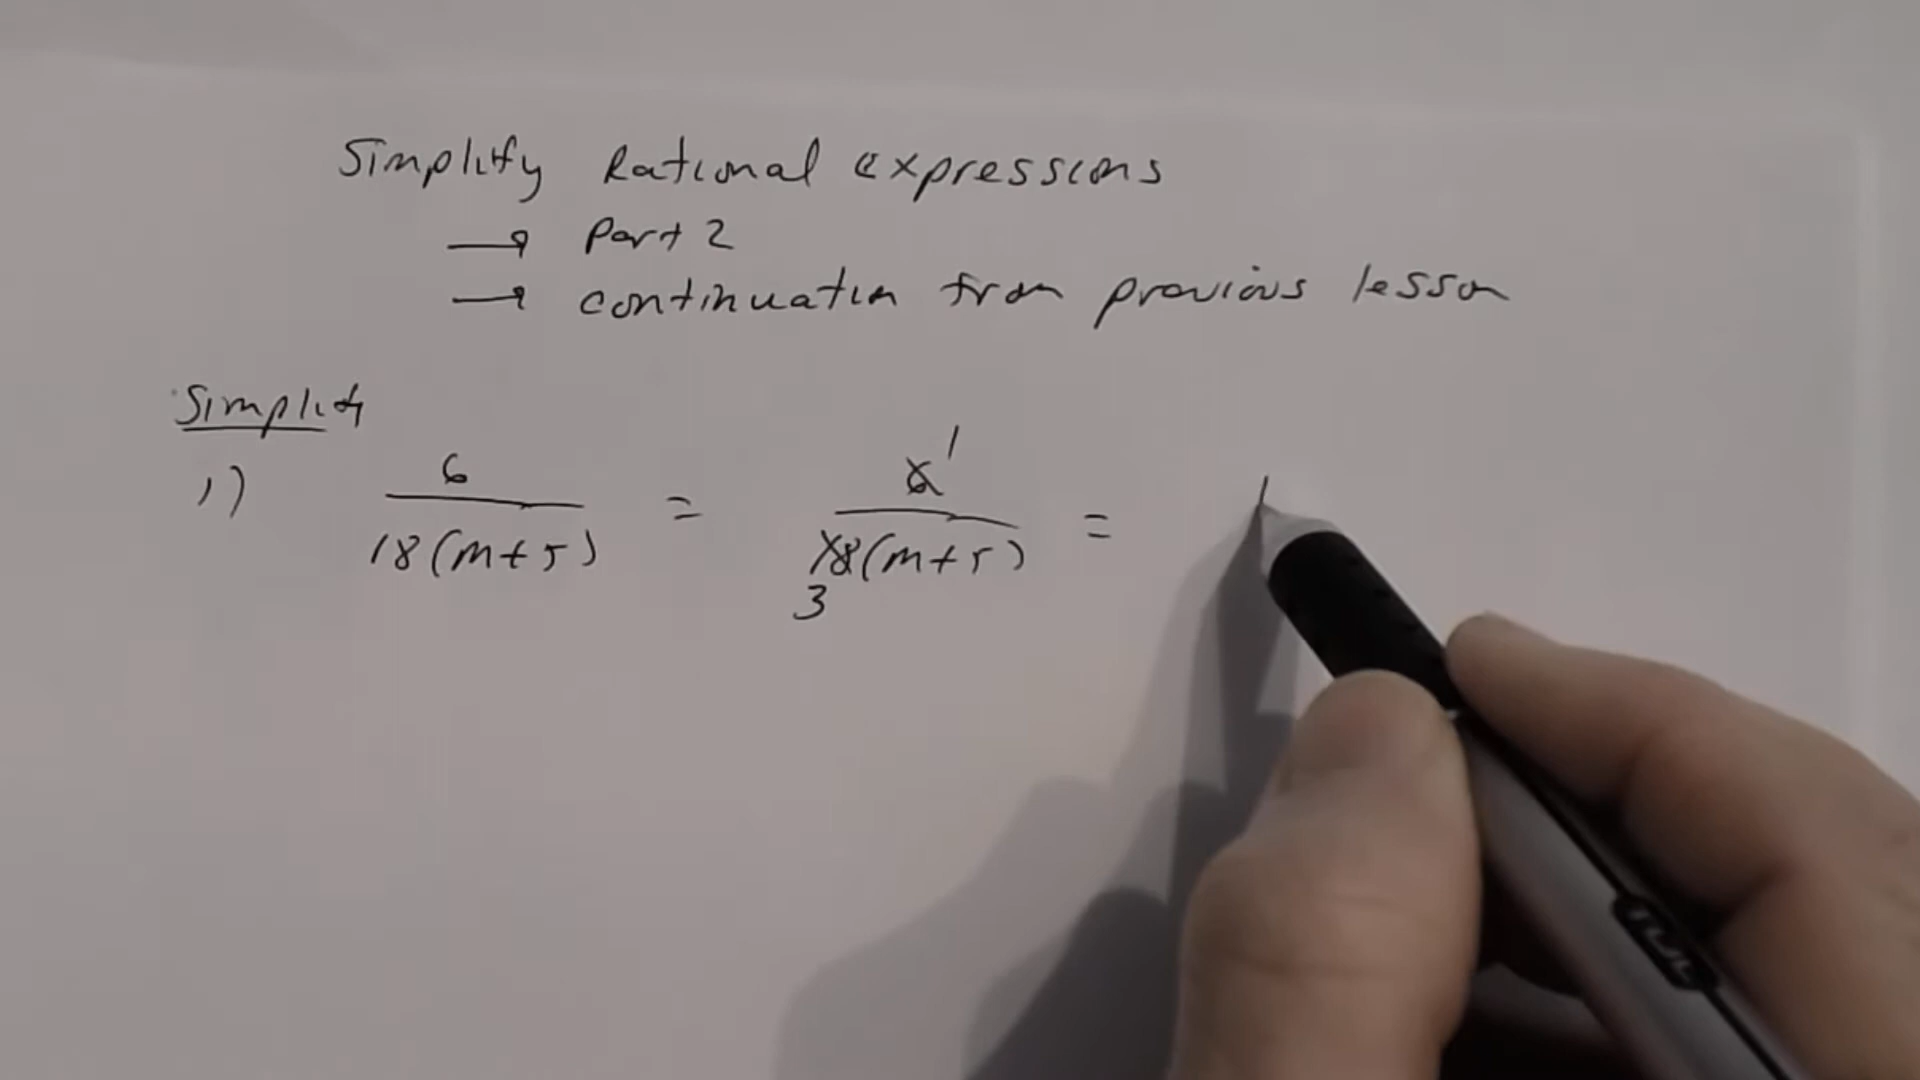 Simplify Rational expressions
→ Part 2
→ continuation from previous lesson
Simplify
1) 6/18(m+5) = 6 1/18(m+5) 3 = 1
TUL